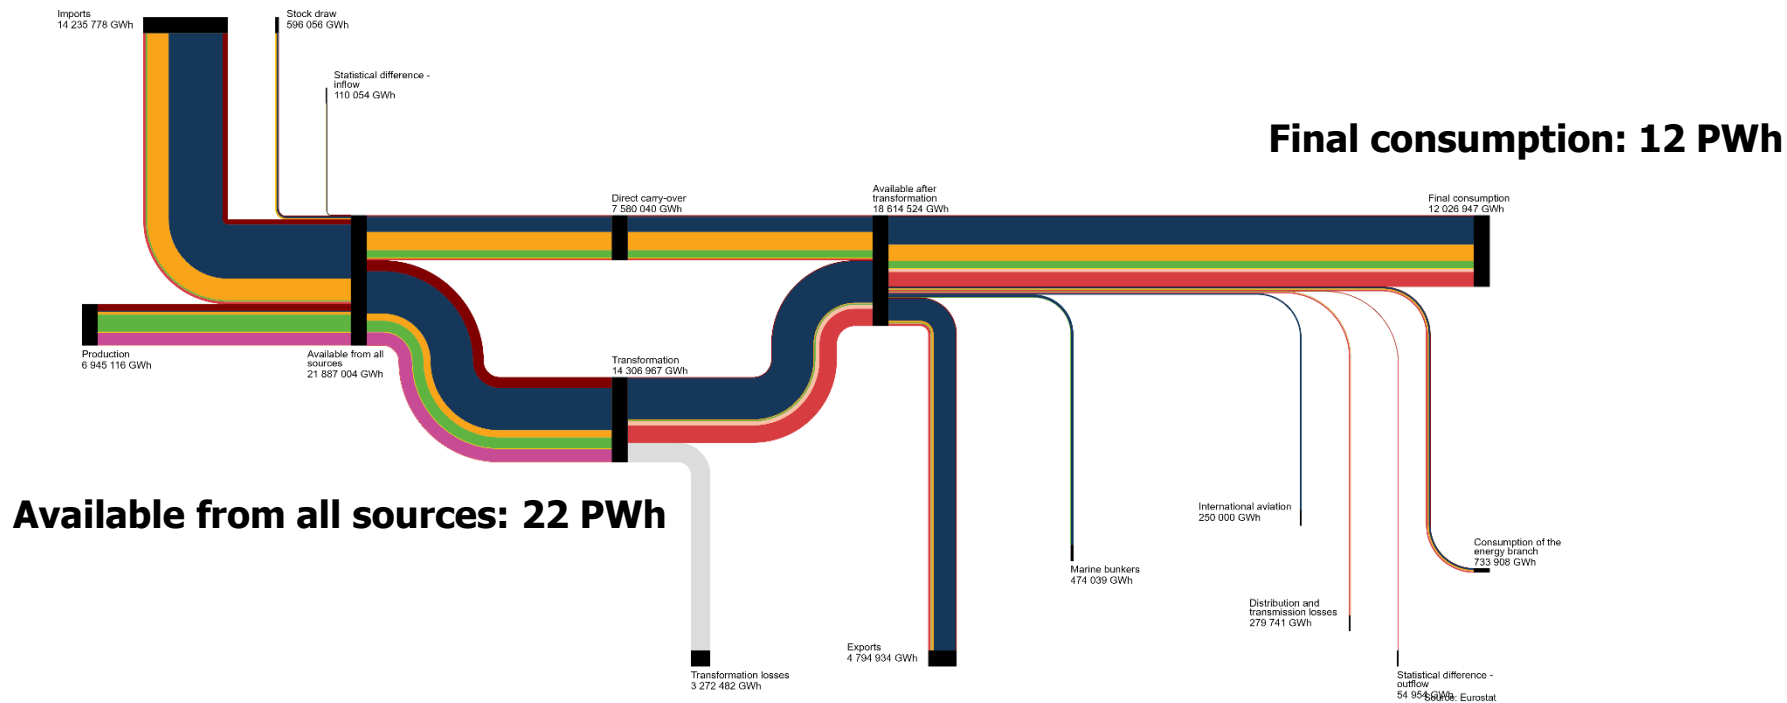 Imports
14 235 778 GWh
Stock draw
596 056 GWh
Statistical difference -
inflow
110 054 GWh
Final consumption: 12 PWh
Direct carry-over
7 580 040 GWh
Available after
transformation
18 614 524 GWh
Final consumption
12 026 947 GWh
Production
6 945 116 GWh
Available from all
sources
21 887 004 GWh
Transformation
14 306 967 GWh
Available from all sources: 22 PWh
International aviation
250 000 GWh
Consumption of the
energy branch
733 908 GWh
Marine bunkers
474 039 GWh
Distribution and
transmission losses
279 741 GWh
Exports
4 794 934 GWh
Transformation losses
3 272 482 GWh
Statistical difference -
outflow
54 954 GWh
Source: Eurostat